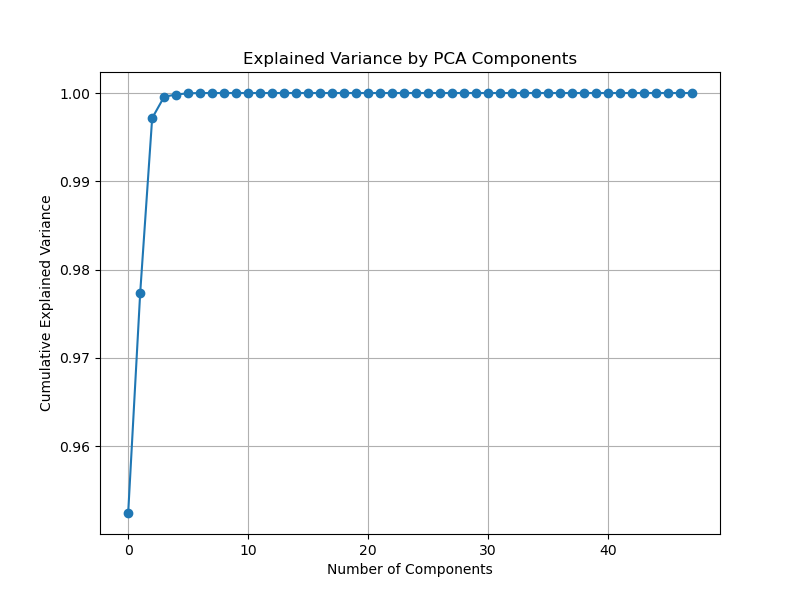 Explained Variance by PCA Components
1.00
0.99
0.98
0.97
0.96
Cumulative Explained Variance
0 10 20 30 40
Number of Components